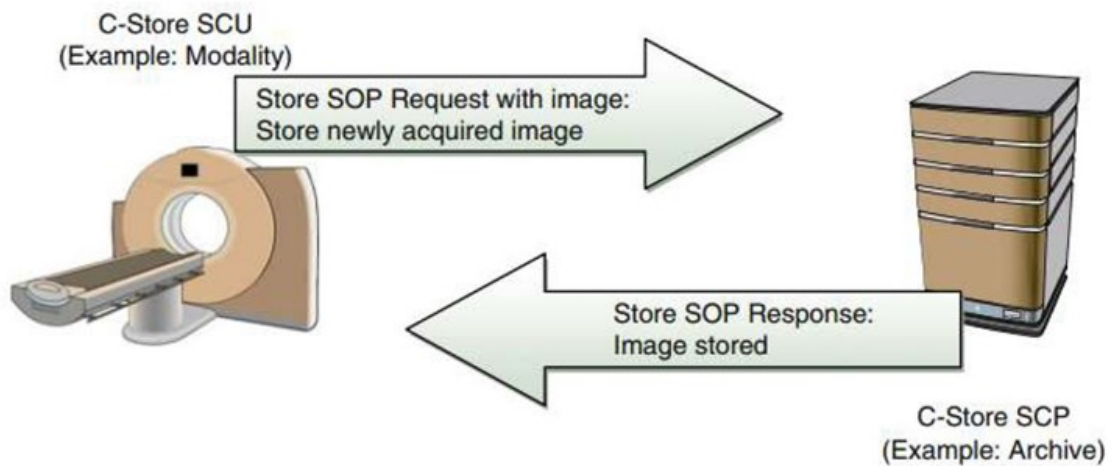 C-Store SCU
(Example: Modality)
Store SOP Request with image:
Store newly acquired image
Store SOP Response:
Image stored
C-Store SCP
(Example: Archive)